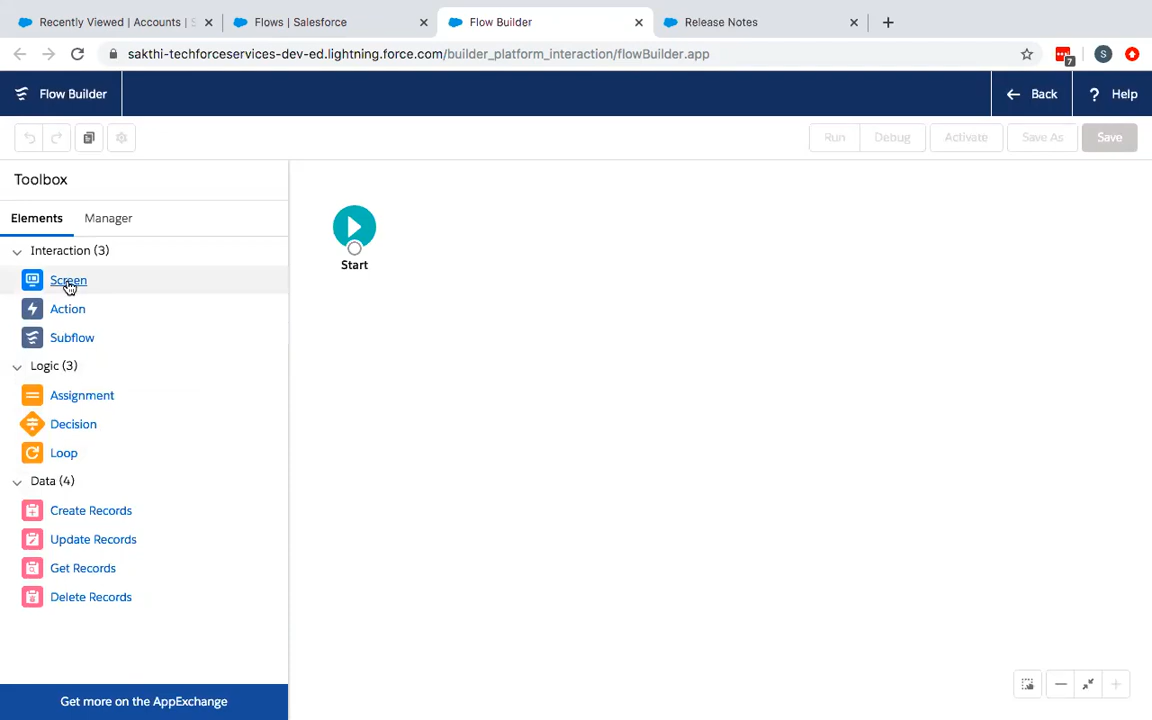 Recently Viewed | Accounts | S
Flows | Salesforce
Flow Builder
Release Notes
sakthi-techforceservices-dev-ed.lightning.force.com/builder_platform_interaction/flowBuilder.app
7
S
Flow Builder
Back
? Help
Run
Debug
Activate
Save As
Save
Toolbox
Elements
Manager
Interaction (3)
Screen
Action
Subflow
Logic (3)
Assignment
Decision
Loop
Data (4)
Create Records
Update Records
Get Records
Delete Records
Get more on the AppExchange
Start